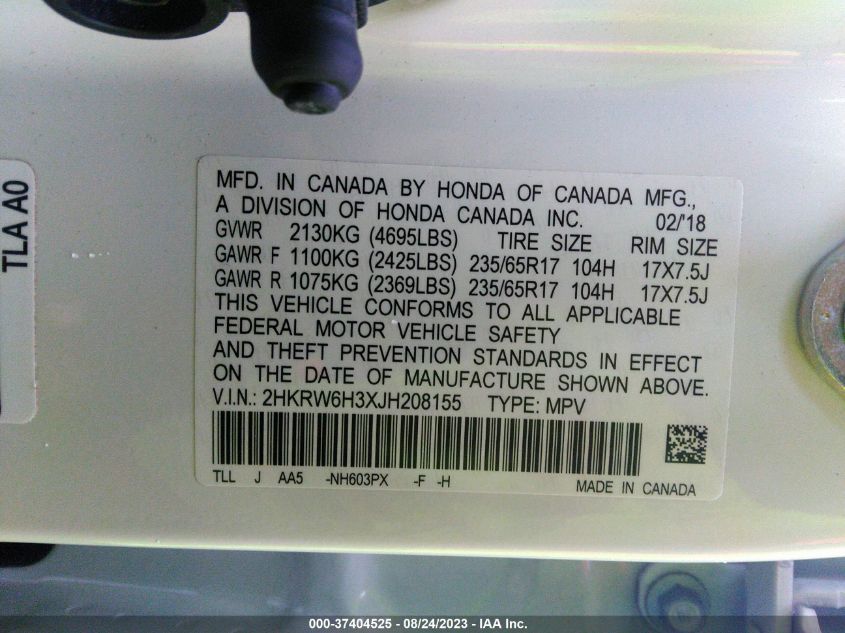 TLA A0
MFD. IN CANADA BY HONDA OF CANADA MFG.,
A DIVISION OF HONDA CANADA INC. 02/'18
GVWR 2130KG (4695LBS) TIRE SIZE RIM SIZE
GAWR F 1100KG (2425LBS) 235/65R17 104H 17X7.5J
GAWR R 1075KG (2369LBS) 235/65R17 104H 17X7.5J
THIS VEHICLE CONFORMS TO ALL APPLICABLE
FEDERAL MOTOR VEHICLE SAFETY
AND THEFT PREVENTION STANDARDS IN EFFECT
ON THE DATE OF MANUFACTURE SHOWN ABOVE.
V.I.N.: 2HKRW6H3XJH208155 TYPE: MPV
TLL J AA5 -NH603PX -F -H
MADE IN CANADA
000-37404525 - 08/24/2023 - IAA Inc.